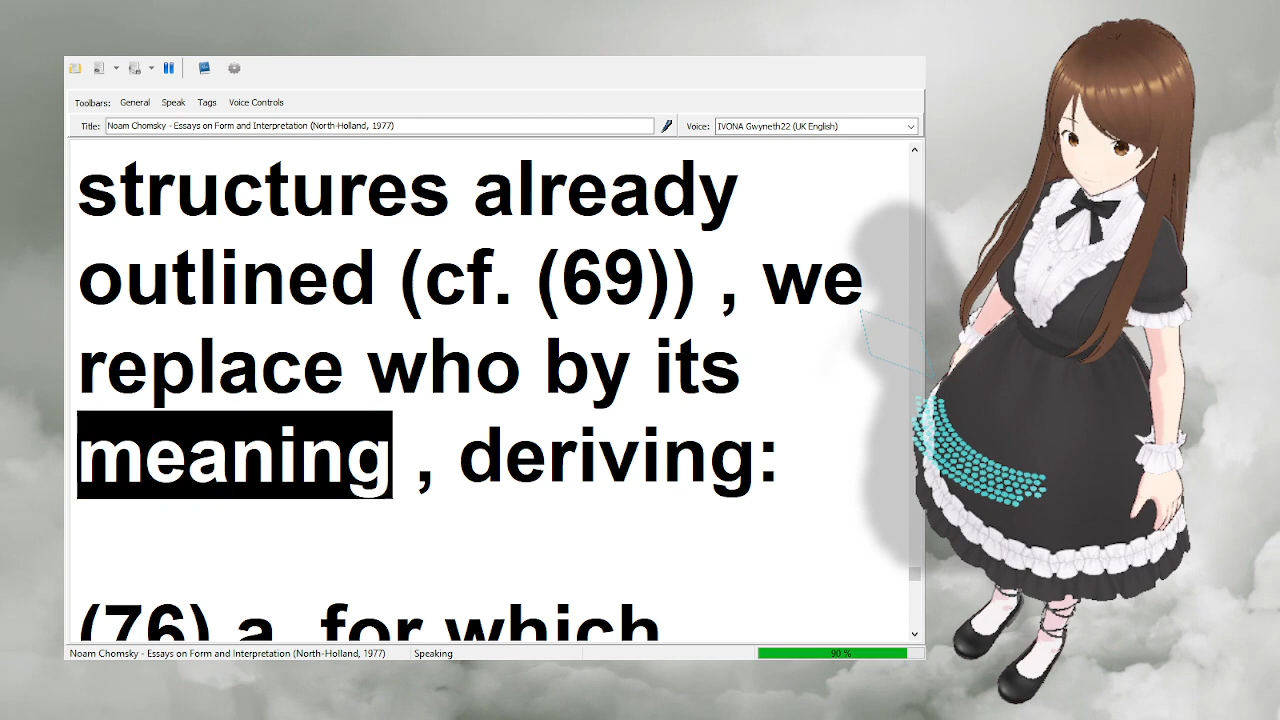 Toolbars: General Speak Tags Voice Controls
Title: Noam Chomsky - Essays on Form and Interpretation (North-Holland, 1977) Voice: IVONA Gwyneth22 (UK English)
structures already
outlined (cf. (69)) , we
replace who by its
meaning , deriving:
(76) a. for which
Noam Chomsky - Essays on Form and Interpretation (North-Holland, 1977) Speaking 90 %